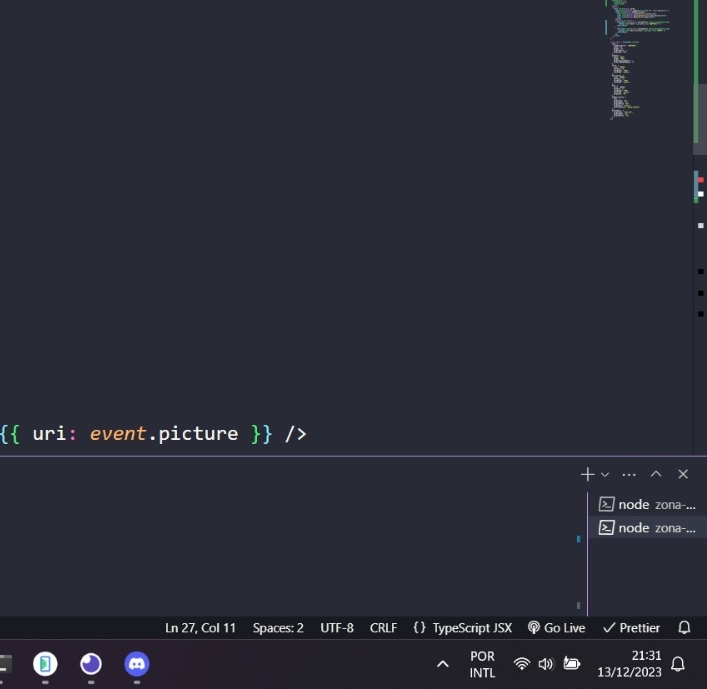 {{ uri: event.picture }} />
node zona-...
node zona-...
Ln 27, Col 11 Spaces: 2 UTF-8 CRLF {} TypeScript JSX Go Live Prettier
POR 21:31
INTL 13/12/2023